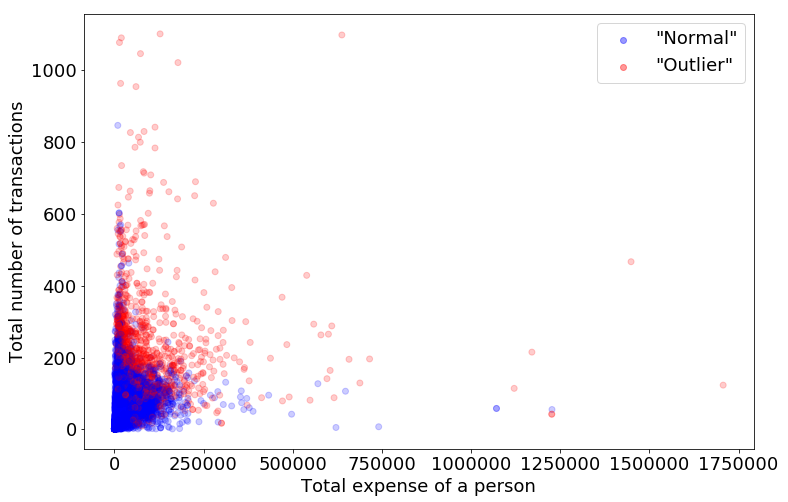 "Normal"
"Outlier"
Total number of transactions
1000
800
600
400
200
0
0 250000 500000 750000 1000000 1250000 1500000 1750000
Total expense of a person